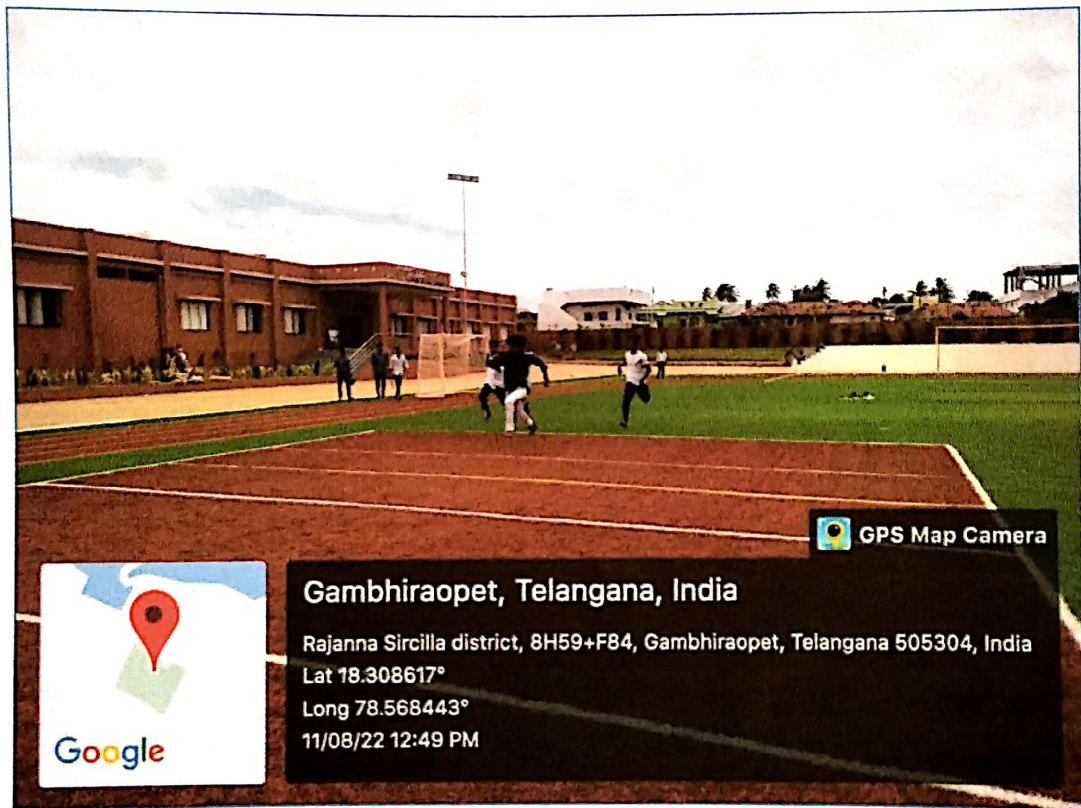 GPS Map Camera
Gambhiraopet, Telangana, India
Rajanna Sircilla district, 8H59+F84, Gambhiraopet, Telangana 505304, India
Lat 18.308617°
Long 78.568443°
11/08/22 12:49 PM
Google